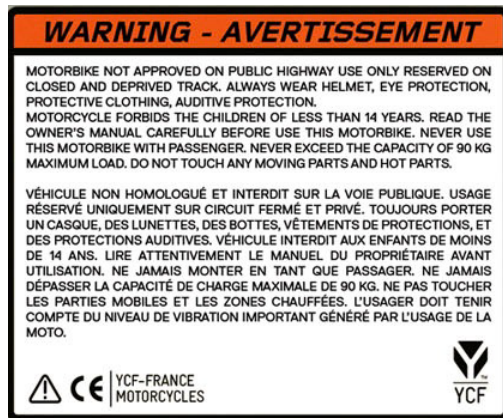 WARNING - AVERTISSEMENT
MOTORBIKE NOT APPROVED ON PUBLIC HIGHWAY USE ONLY RESERVED ON
CLOSED AND DEPRIVED TRACK. ALWAYS WEAR HELMET, EYE PROTECTION,
PROTECTIVE CLOTHING, AUDITIVE PROTECTION.
MOTORCYCLE FORBIDS THE CHILDREN OF LESS THAN 14 YEARS. READ THE
OWNER'S MANUAL CAREFULLY BEFORE USE THIS MOTORBIKE. NEVER USE
THIS MOTORBIKE WITH PASSENGER. NEVER EXCEED THE CAPACITY OF 90 KG
MAXIMUM LOAD. DO NOT TOUCH ANY MOVING PARTS AND HOT PARTS.
VÉHICULE NON HOMOLOGUÉ ET INTERDIT SUR LA VOIE PUBLIQUE. USAGE
RÉSERVÉ UNIQUEMENT SUR CIRCUIT FERMÉ ET PRIVÉ. TOUJOURS PORTER
UN CASQUE, DES LUNETTES, DES BOTTES, VÊTEMENTS DE PROTECTIONS, ET
DES PROTECTIONS AUDITIVES. VÉHICULE INTERDIT AUX ENFANTS DE MOINS
DE 14 ANS. LIRE ATTENTIVEMENT LE MANUEL DU PROPRIÉTAIRE AVANT
UTILISATION. NE JAMAIS MONTER EN TANT QUE PASSAGER. NE JAMAIS
DÉPASSER LA CAPACITÉ DE CHARGE MAXIMALE DE 90 KG. NE PAS TOUCHER
LES PARTIES MOBILES ET LES ZONES CHAUFFÉES. L'USAGER DOIT TENIR
COMPTE DU NIVEAU DE VIBRATION IMPORTANT GÉNÉRÉ PAR L'USAGE DE LA
MOTO.
CE
YCF-FRANCE
MOTORCYCLES
YCF